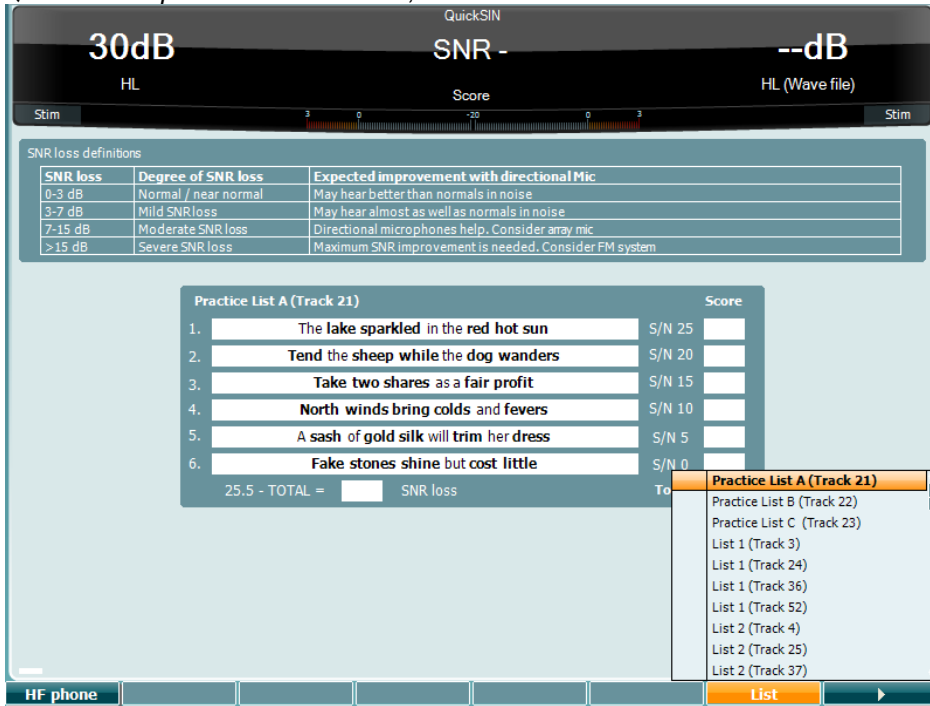 QuickSIN
30dB
SNR -
--dB
HL
Score
HL (Wave file)
Stim
3 0 -20 0 3
Stim
SNR loss definitions
SNR loss Degree of SNR loss Expected improvement with directional Mic
0-3 dB Normal / near normal May hear better than normals in noise
3-7 dB Mild SNR loss May hear almost as well as normals in noise
7-15 dB Moderate SNR loss Directional microphones help. Consider array mic
>15 dB Severe SNR loss Maximum SNR improvement is needed. Consider FM system
Practice List A (Track 21) Score
1. The lake sparkled in the red hot sun S/N 25
2. Tend the sheep while the dog wanders S/N 20
3. Take two shares as a fair profit S/N 15
4. North winds bring colds and fevers S/N 10
5. A sash of gold silk will trim her dress S/N 5
6. Fake stones shine but cost little S/N 0
25.5 - TOTAL = SNR loss To
Practice List A (Track 21)
Practice List B (Track 22)
Practice List C (Track 23)
List 1 (Track 3)
List 1 (Track 24)
List 1 (Track 36)
List 1 (Track 52)
List 2 (Track 4)
List 2 (Track 25)
List 2 (Track 37)
HF phone List